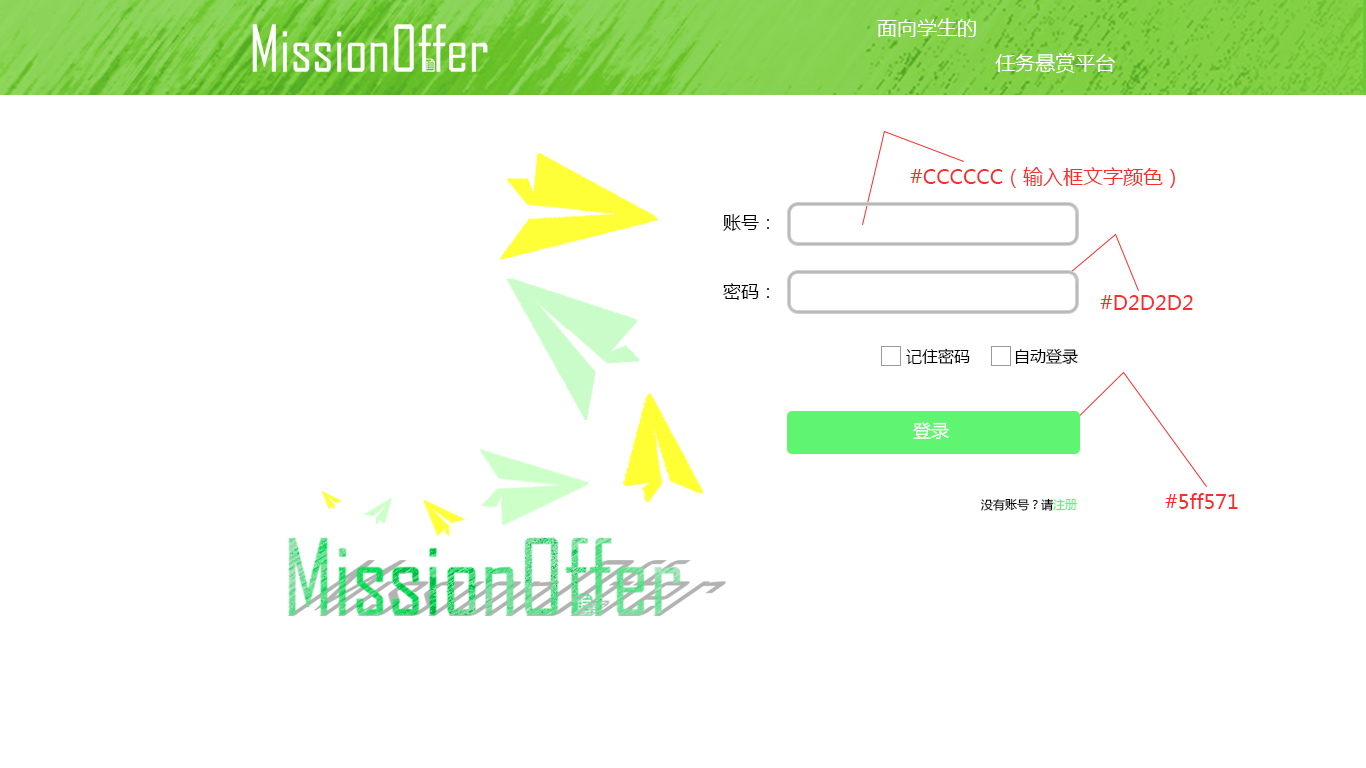 MissionOffer
面向学生的
任务悬赏平台
#CCCCCC（输入框文字颜色）
账号：
密码：
#D2D2D2
记住密码 自动登录
登录
#5ff571
没有账号？请注册
MissionOffer